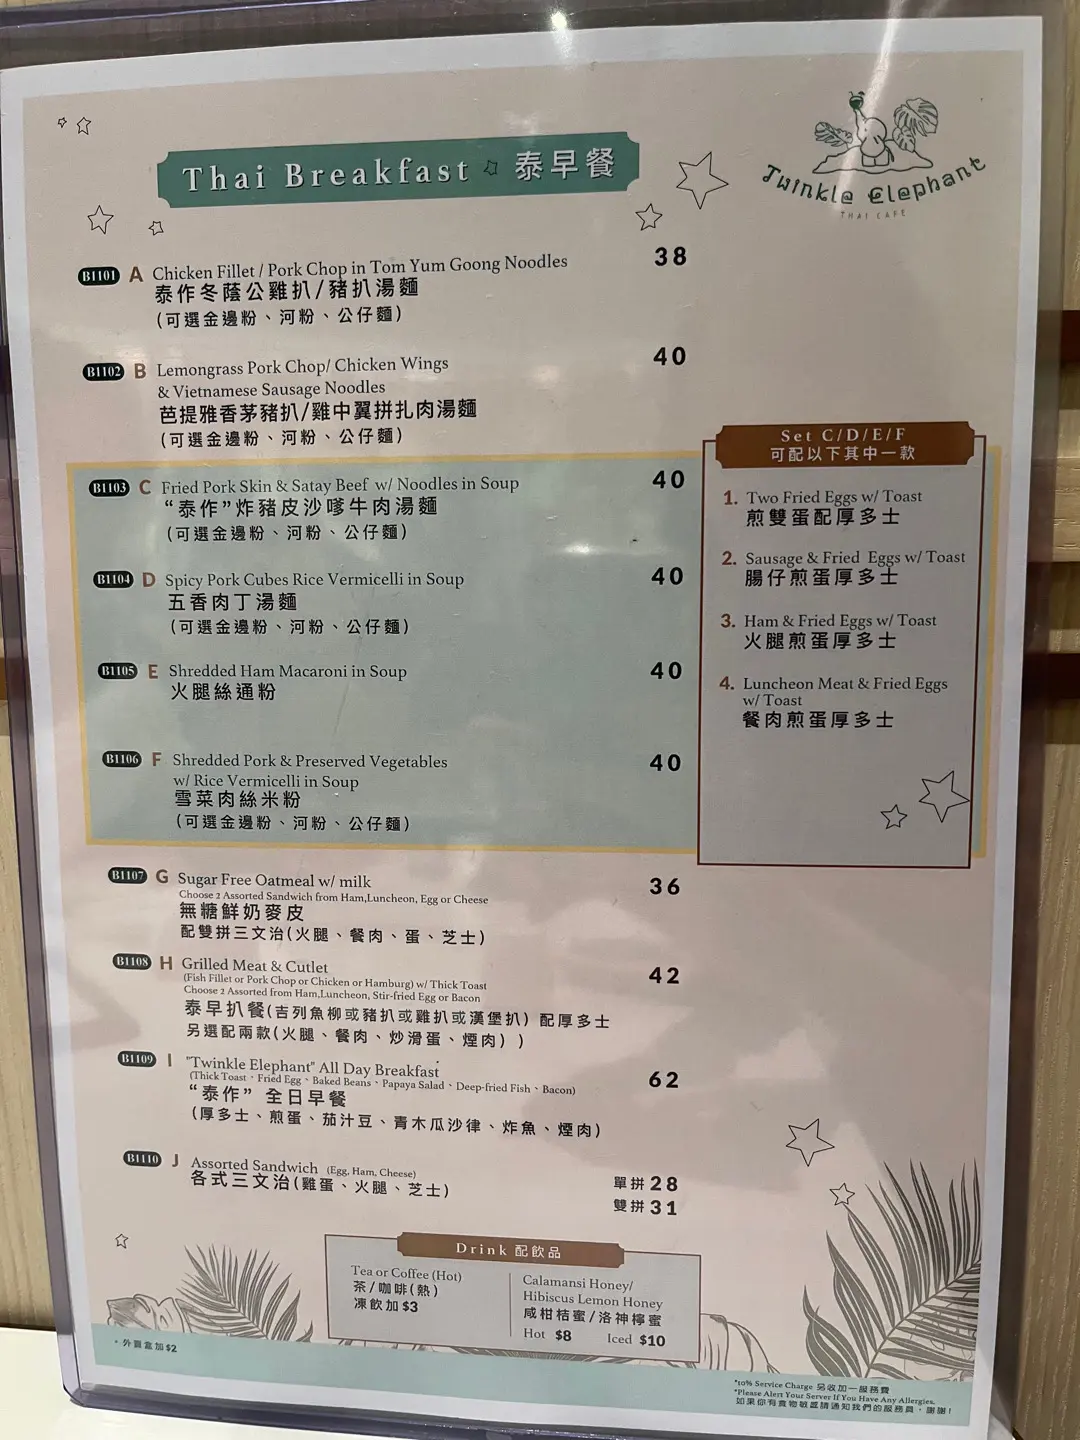 Thai Breakfast 泰早餐
Twinkle Elephant
THAI CAFE
B1101 A Chicken Fillet / Pork Chop in Tom Yum Goong Noodles 38
泰作冬蔭公雞扒/豬扒湯麵
(可選金邊粉、河粉、公仔麵)
B1102 B Lemongrass Pork Chop/ Chicken Wings 40
& Vietnamese Sausage Noodles
芭提雅香茅豬扒/雞中翼拼扎肉湯麵
(可選金邊粉、河粉、公仔麵)
B1103 C Fried Pork Skin & Satay Beef w/ Noodles in Soup 40
“泰作”炸豬皮沙嗲牛肉湯麵
(可選金邊粉、河粉、公仔麵)
B1104 D Spicy Pork Cubes Rice Vermicelli in Soup 40
五香肉丁湯麵
(可選金邊粉、河粉、公仔麵)
B1105 E Shredded Ham Macaroni in Soup 40
火腿絲通粉
B1106 F Shredded Pork & Preserved Vegetables 40
w/ Rice Vermicelli in Soup
雪菜肉絲米粉
(可選金邊粉、河粉、公仔麵)
Set C/D/E/F
可配以下其中一款
1. Two Fried Eggs w/ Toast
煎雙蛋配厚多士
2. Sausage & Fried Eggs w/ Toast
腸仔煎蛋厚多士
3. Ham & Fried Eggs w/ Toast
火腿煎蛋厚多士
4. Luncheon Meat & Fried Eggs
w/ Toast
餐肉煎蛋厚多士
B1107 G Sugar Free Oatmeal w/ milk 36
Choose 2 Assorted Sandwich from Ham,Luncheon, Egg or Cheese
無糖鮮奶麥皮
配雙拼三文治(火腿、餐肉、蛋、芝士)
B1108 H Grilled Meat & Cutlet 42
(Fish Fillet or Pork Chop or Chicken or Hamburg) w/ Thick Toast
Choose 2 Assorted from Ham,Luncheon, Stir-fried Egg or Bacon
泰早扒餐(吉列魚柳或豬扒或雞扒或漢堡扒) 配厚多士
另選配兩款(火腿、餐肉、炒滑蛋、煙肉) )
B1109 I "Twinkle Elephant" All Day Breakfast 62
(Thick Toast、Fried Egg、Baked Beans、Papaya Salad、Deep-fried Fish、Bacon)
“泰作” 全日早餐
(厚多士、煎蛋、茄汁豆、青木瓜沙律、炸魚、煙肉)
B1110 J Assorted Sandwich (Egg, Ham, Cheese)
各式三文治(雞蛋、火腿、芝士)
單拼 28
雙拼 31
Drink 配飲品
Tea or Coffee (Hot)
茶/咖啡(熱)
凍飲加 $3
Calamansi Honey/
Hibiscus Lemon Honey
咸柑桔蜜/洛神檸蜜
Hot $8 Iced $10
*外賣盒加 $2
*10% Service Charge 另收加一服務費
*Please Alert Your Server If You Have Any Allergies.
如果你有食物敏感請通知我們的服務員，謝謝!